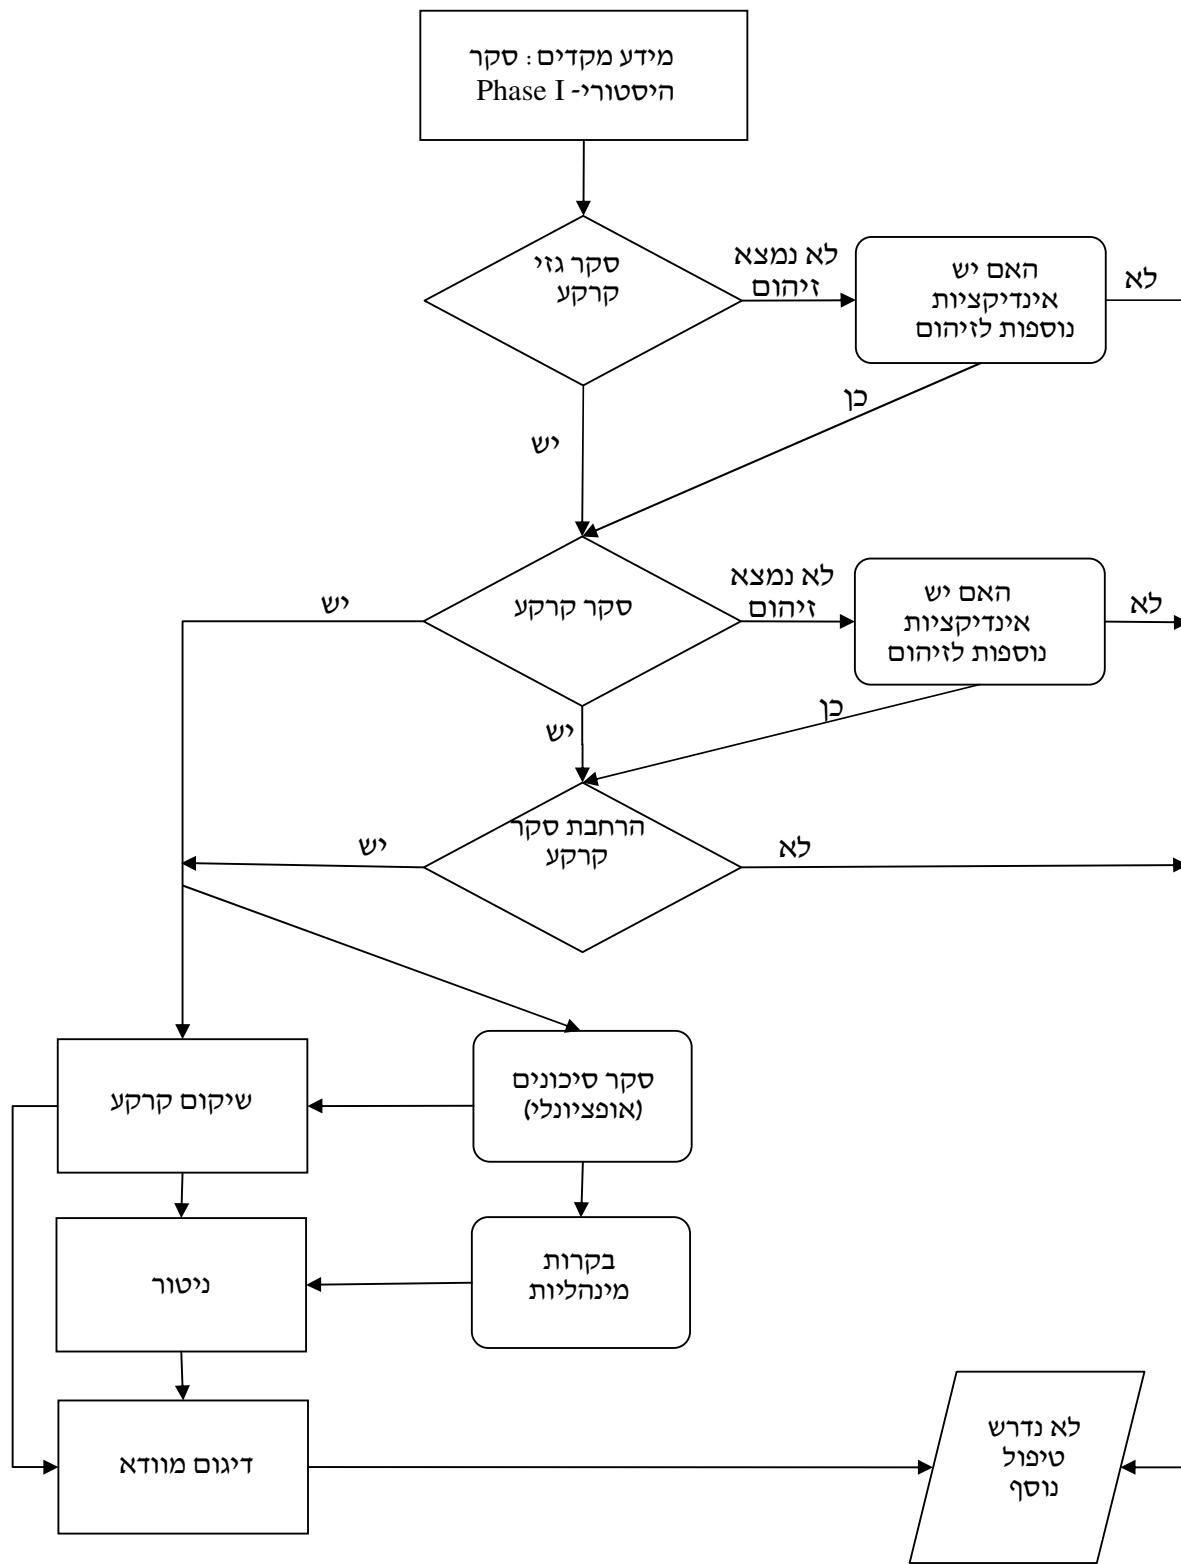 מידע מקדים: סקר
היסטורי- Phase I
סקר גזי
קרקע
לא נמצא
זיהום
האם יש
אינדיקציות
נוספות לזיהום
לא
כן
יש
סקר קרקע
לא נמצא
זיהום
האם יש
אינדיקציות
נוספות לזיהום
לא
יש
כן
יש
הרחבת סקר
קרקע
יש
לא
סקר סיכונים
(אופציונלי)
שיקום קרקע
בקרות
מינהליות
ניטור
דיגום מוודא
לא נדרש
טיפול
נוסף